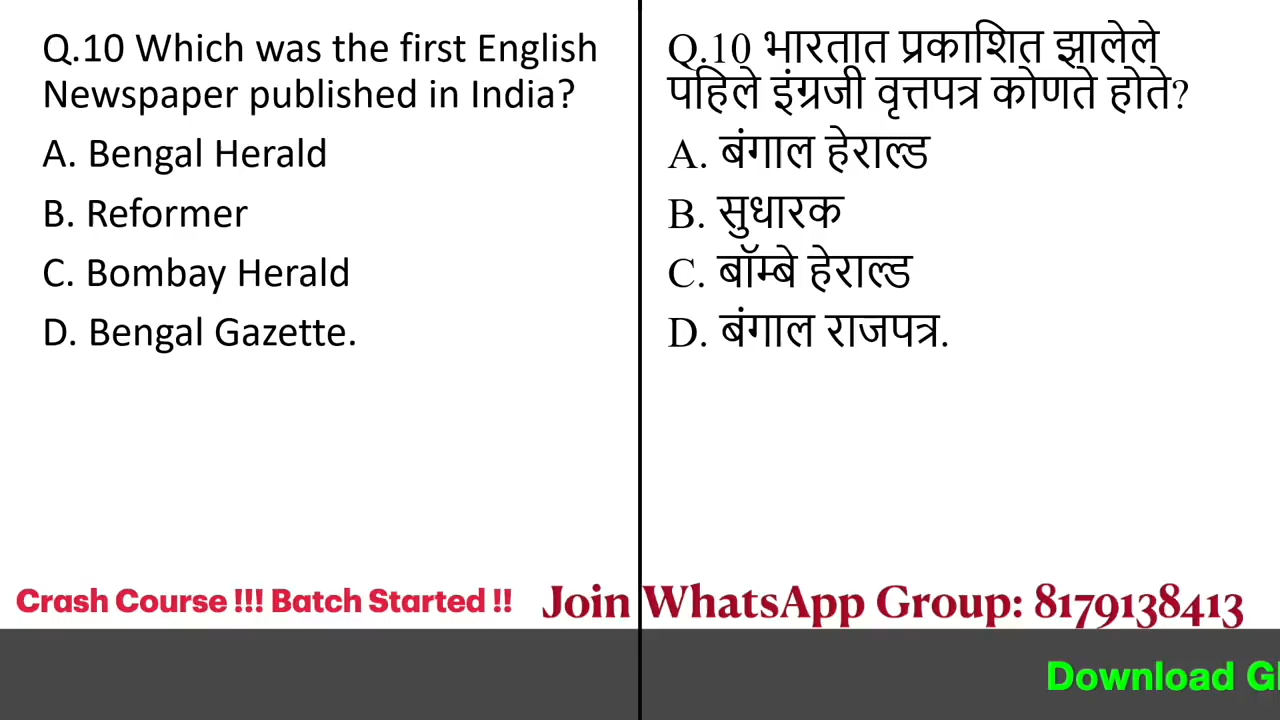 Q.10 Which was the first English
Newspaper published in India?
A. Bengal Herald
B. Reformer
C. Bombay Herald
D. Bengal Gazette.
Q.10 भारतात प्रकाशित झालेले
पहिले इंग्रजी वृत्तपत्र कोणते होते?
A. बंगाल हेराल्ड
B. सुधारक
C. बॉम्बे हेराल्ड
D. बंगाल राजपत्र.
Crash Course !!! Batch Started !!
Join WhatsApp Group: 8179138413
Download